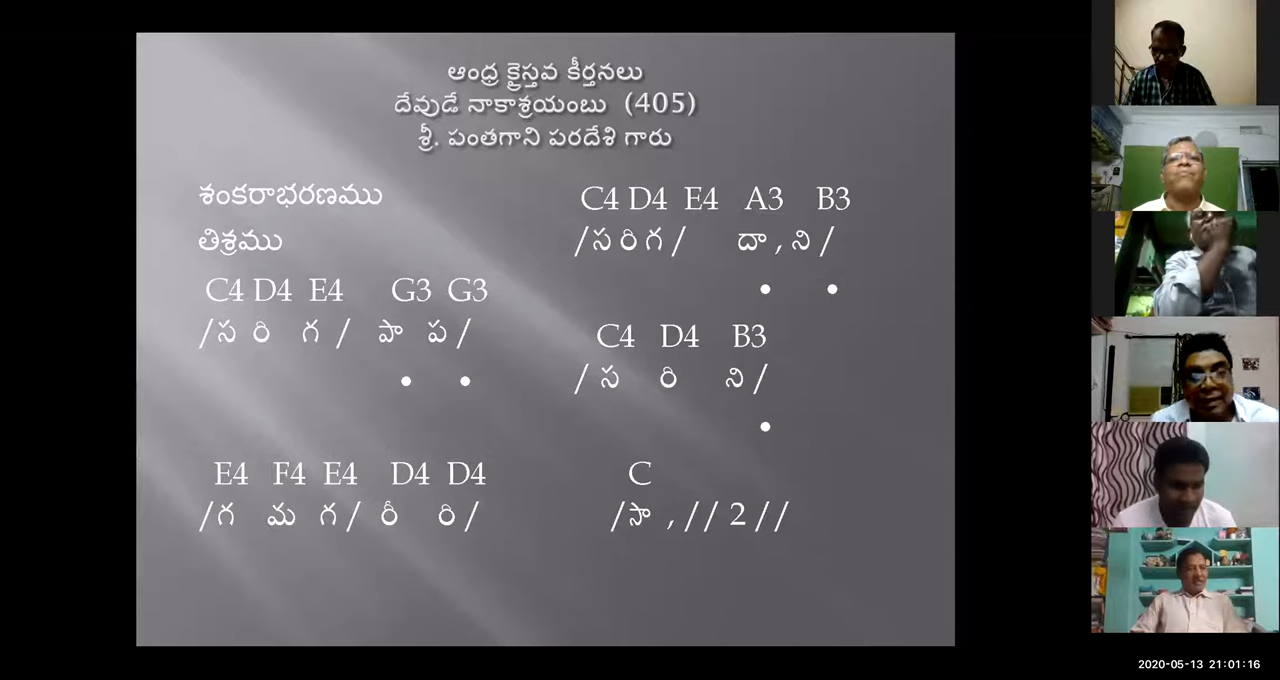 ఆంధ్ర క్రైస్తవ కీర్తనలు
దేవుడే నాకాశ్రయంబు (405)
శ్రీ. పంతగాని పరదేశి గారు
శంకరాభరణము
తిశ్రము
C4 D4 E4 G3 G3
/స రి గ / పా ప /
E4 F4 E4 D4 D4
/గ మ గ / రీ రి /
C4 D4 E4 A3 B3
/స రి గ / దా , ని /
C4 D4 B3
/ స రి ని /
C
/సా , // 2 //
2020-05-13 21:01:16